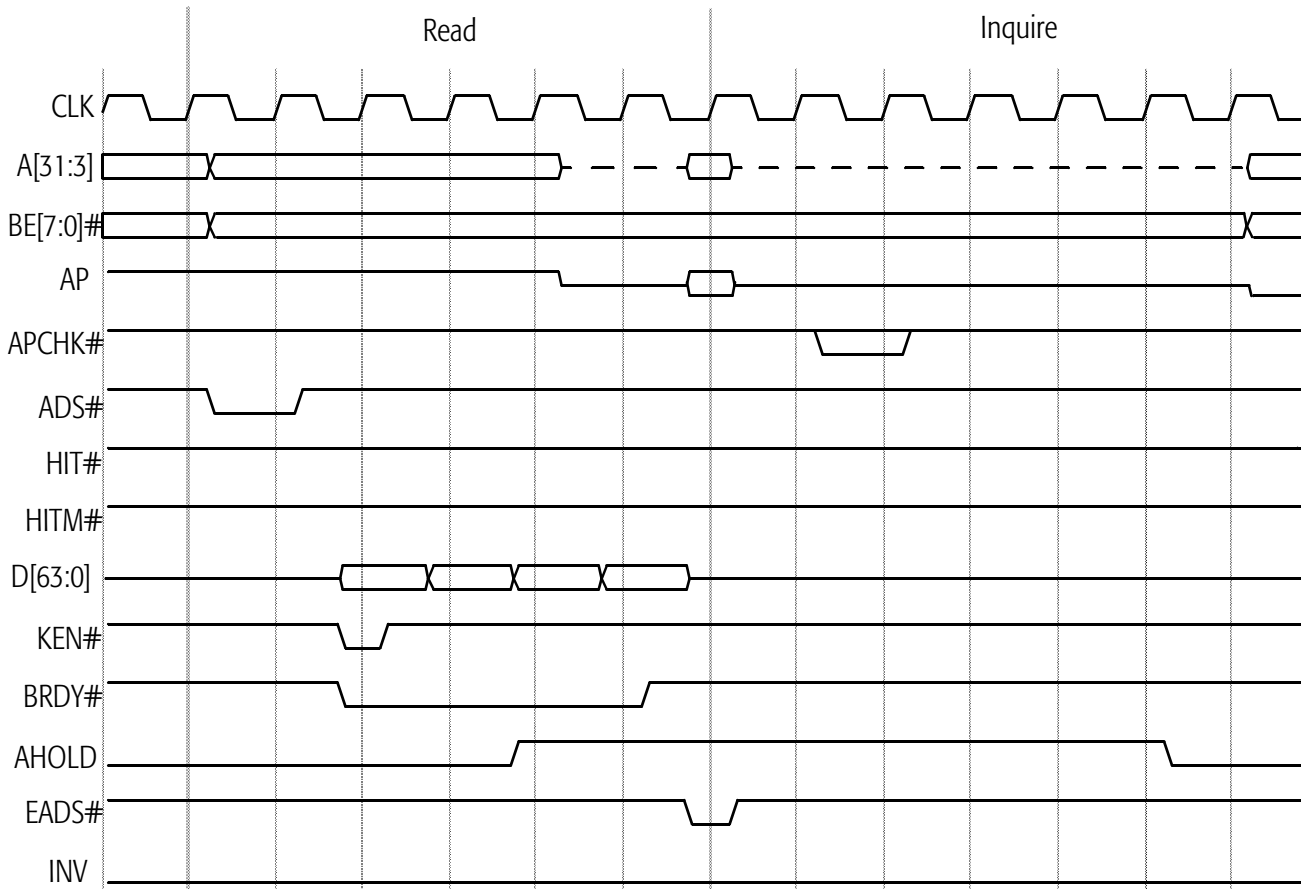 Read
Inquire
CLK
A[31:3]
BE[7:0]#
AP
APCHK#
ADS#
HIT#
HITM#
D[63:0]
KEN#
BRDY#
AHOLD
EADS#
INV